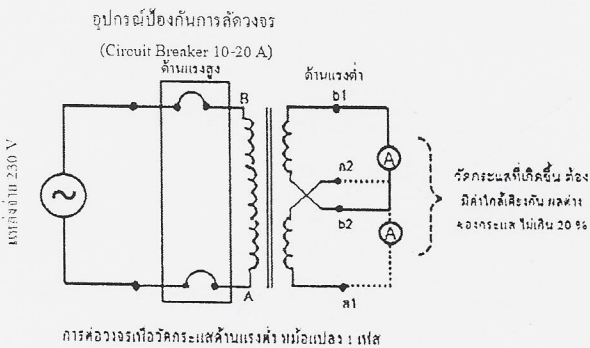 อุปกรณ์ป้องกันการลัดวงจร
(Circuit Breaker 10-20 A)
ด้านแรงสูง
ด้านแรงต่ำ
b1
B
A
a2
วัดกระแสที่เกิดขึ้น ต้อง
มีค่าใกล้เคียงกัน ผลต่าง
ของกระแส ไม่เกิน 20 %
b2
A
แหล่งจ่าย 230 V
A
a1
การต่อวงจรเพื่อวัดกระแสด้านแรงต่ำ หม้อแปลง 1 เฟส